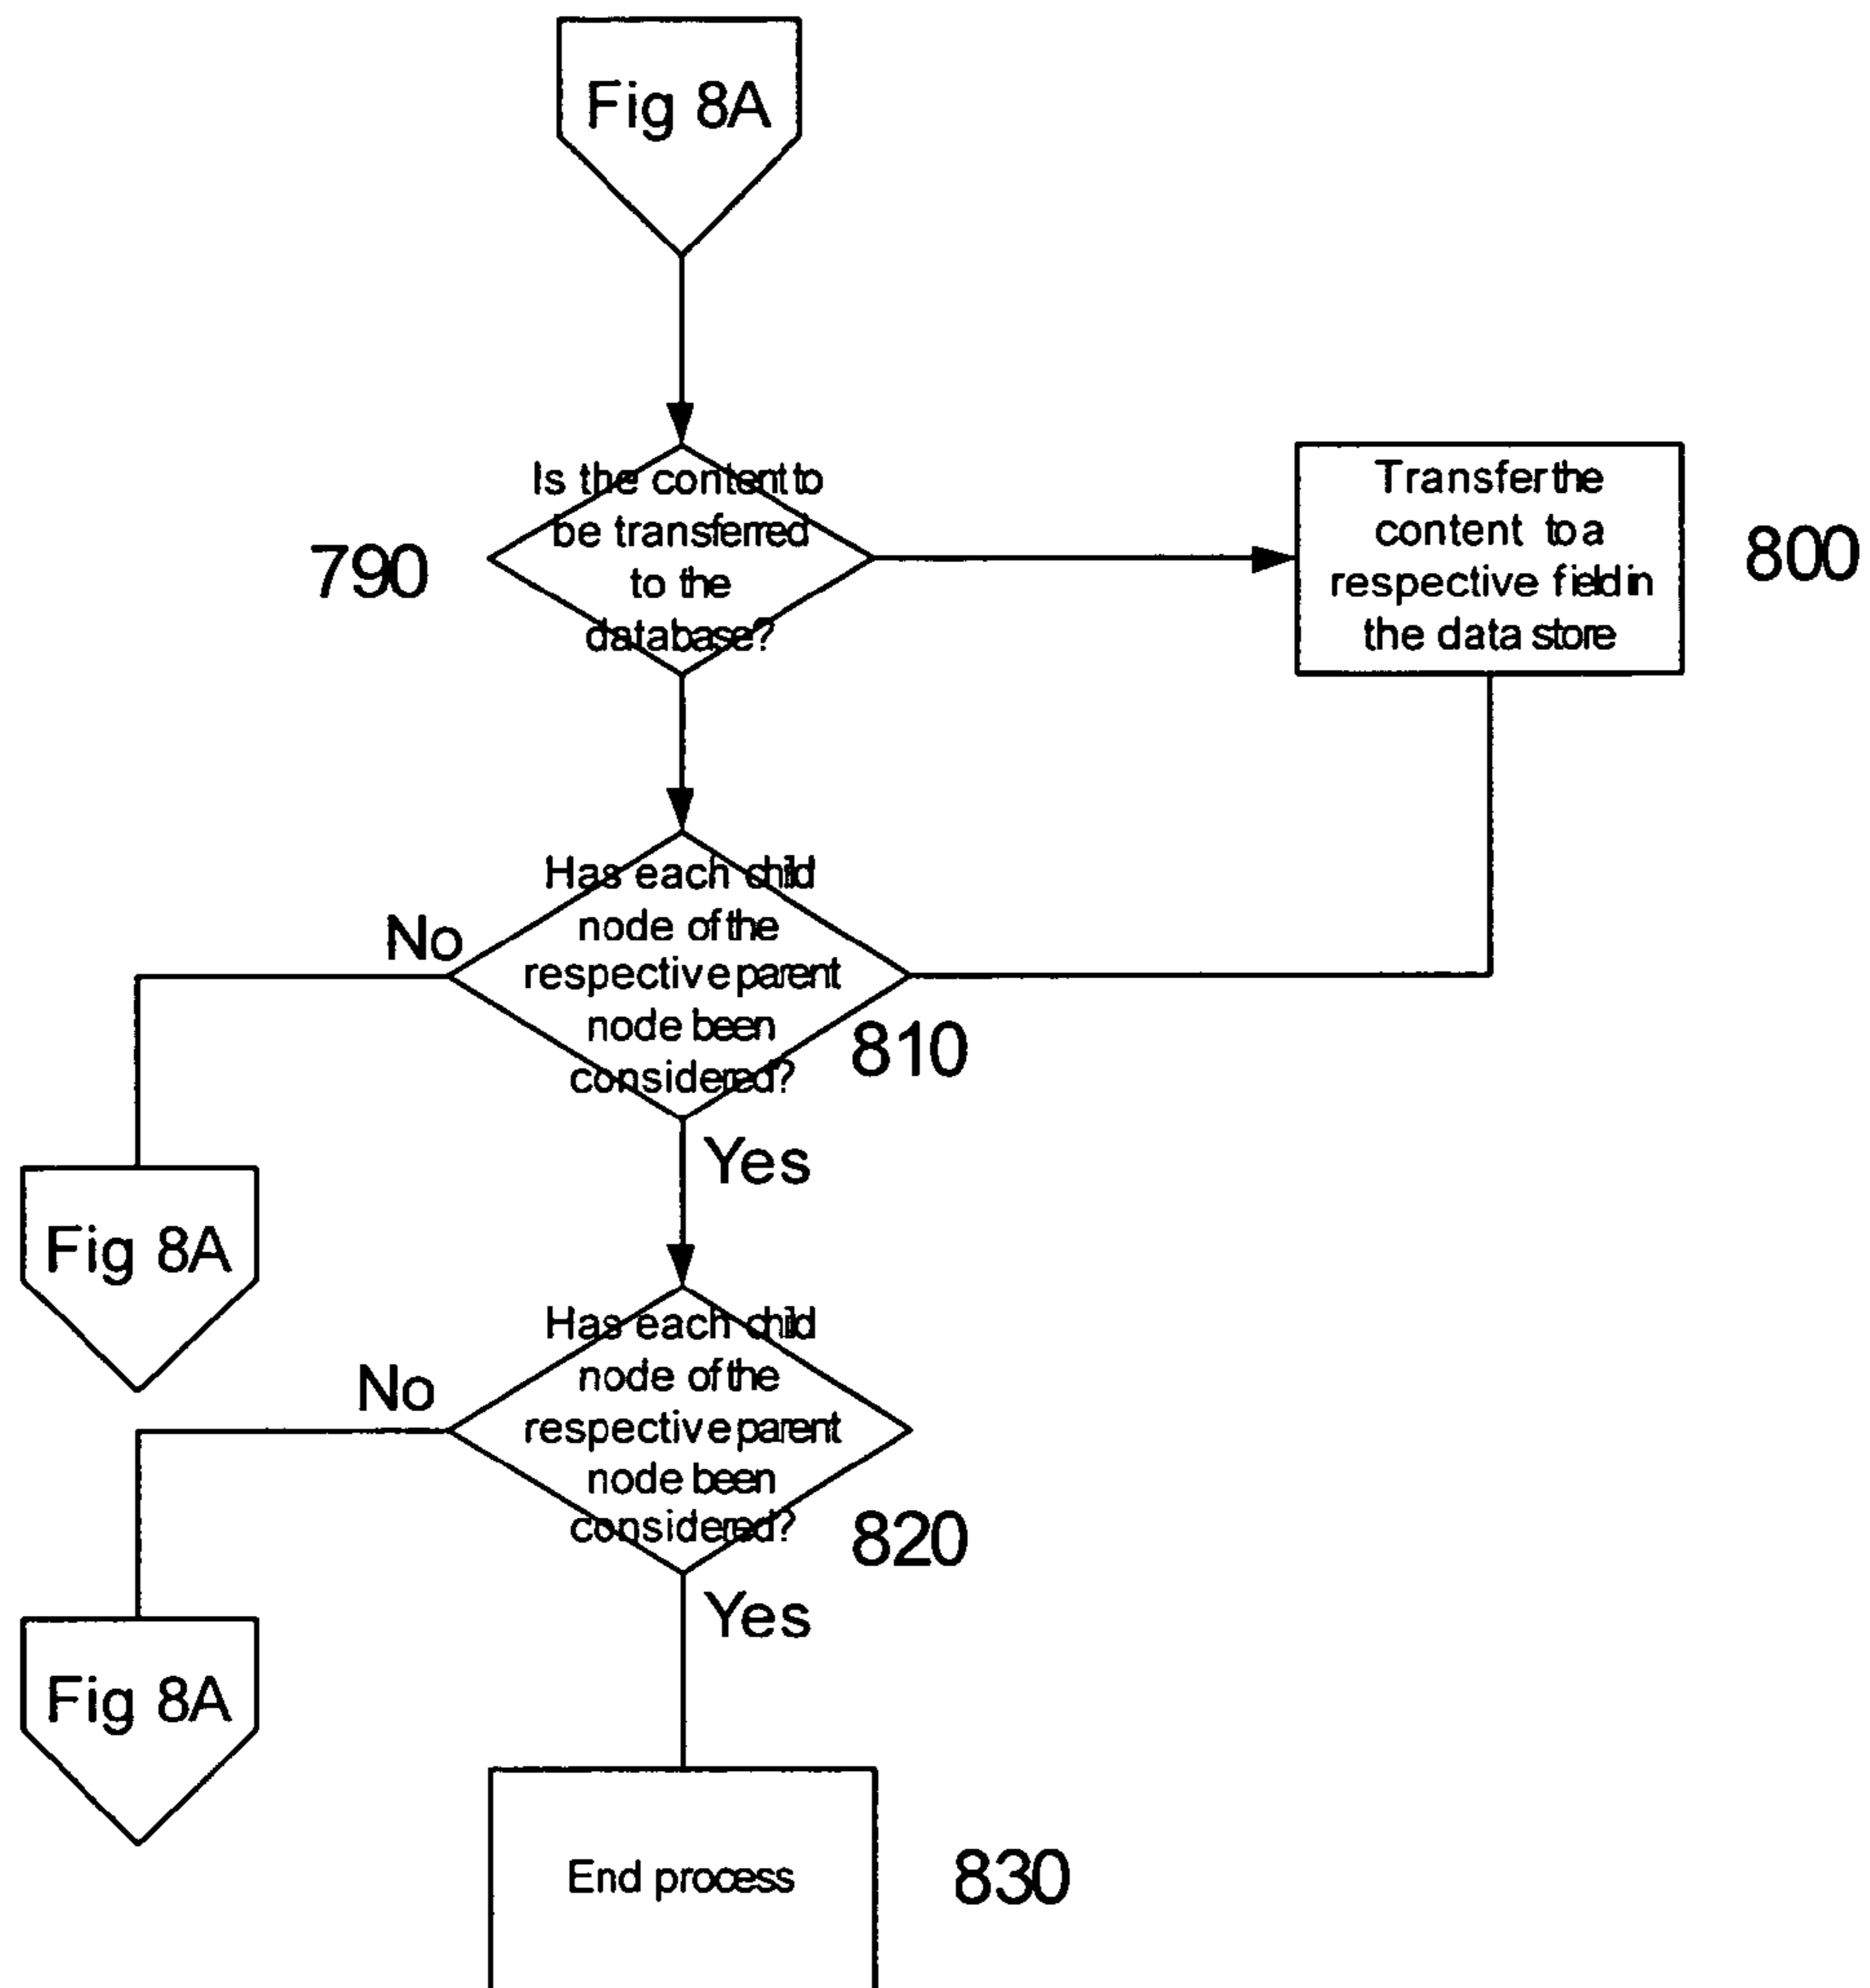 Fig 8A
Is the content to
be transferred
to the
database?
790
Transfer the
content to a
respective field in
the data store
800
Has each child
node of the
respective parent
node been
considered?
No
810
Yes
Fig 8A
Has each child
node of the
respective parent
node been
considered?
No
820
Yes
Fig 8A
End process
830